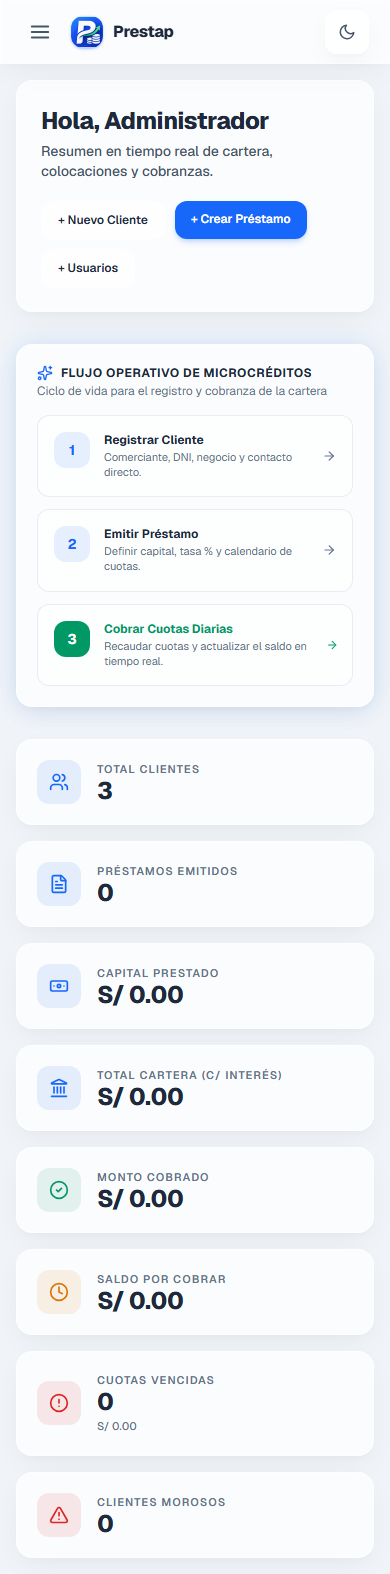 Prestap
Hola, Administrador
Resumen en tiempo real de cartera,
colocaciones y cobranzas.
+ Nuevo Cliente
+ Crear Préstamo
+ Usuarios
FLUJO OPERATIVO DE MICROCRÉDITOS
Ciclo de vida para el registro y cobranza de la cartera
1
Registrar Cliente
Comerciante, DNI, negocio y contacto
directo.
2
Emitir Préstamo
Definir capital, tasa % y calendario de
cuotas.
3
Cobrar Cuotas Diarias
Recaudar cuotas y actualizar el saldo en
tiempo real.
TOTAL CLIENTES
3
PRÉSTAMOS EMITIDOS
0
CAPITAL PRESTADO
S/ 0.00
TOTAL CARTERA (C/ INTERÉS)
S/ 0.00
MONTO COBRADO
S/ 0.00
SALDO POR COBRAR
S/ 0.00
CUOTAS VENCIDAS
0
S/ 0.00
CLIENTES MOROSOS
0